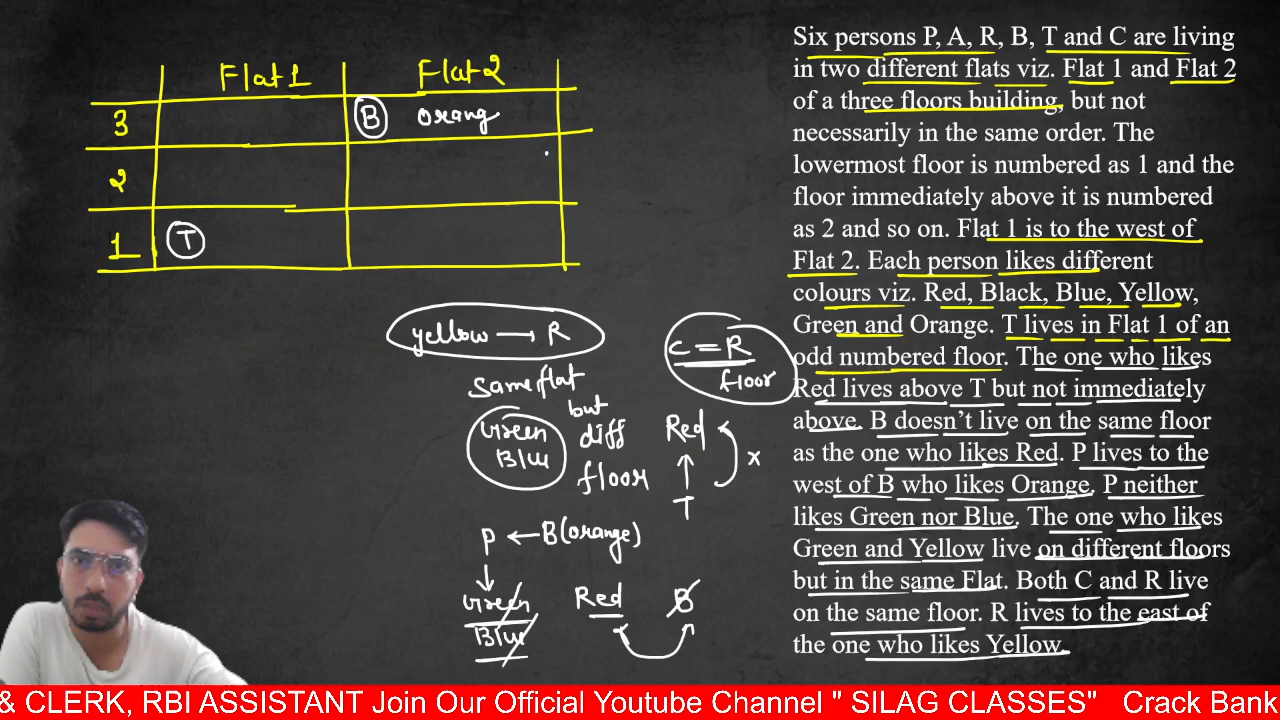 Flat 1 Flat 2
3 B orang
2
1 T
yellow → R
Same flat
but
diff
floor
Green
Blu
C = R
floor
Red
T
x
P ← B(orange)
Green
Blu
Red B
Six persons P, A, R, B, T and C are living
in two different flats viz. Flat 1 and Flat 2
of a three floors building, but not
necessarily in the same order. The
lowermost floor is numbered as 1 and the
floor immediately above it is numbered
as 2 and so on. Flat 1 is to the west of
Flat 2. Each person likes different
colours viz. Red, Black, Blue, Yellow,
Green and Orange. T lives in Flat 1 of an
odd numbered floor. The one who likes
Red lives above T but not immediately
above. B doesn’t live on the same floor
as the one who likes Red. P lives to the
west of B who likes Orange. P neither
likes Green nor Blue. The one who likes
Green and Yellow live on different floors
but in the same Flat. Both C and R live
on the same floor. R lives to the east of
the one who likes Yellow.
& CLERK, RBI ASSISTANT Join Our Official Youtube Channel " SILAG CLASSES" Crack Bank